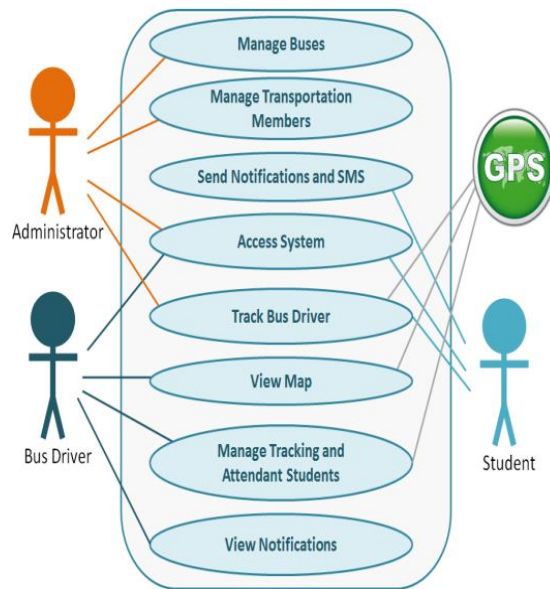 Manage Buses
Manage Transportation
Members
GPS
Send Notifications and SMS
Administrator
Access System
Track Bus Driver
View Map
Bus Driver
Manage Tracking and
Attendant Students
Student
View Notifications